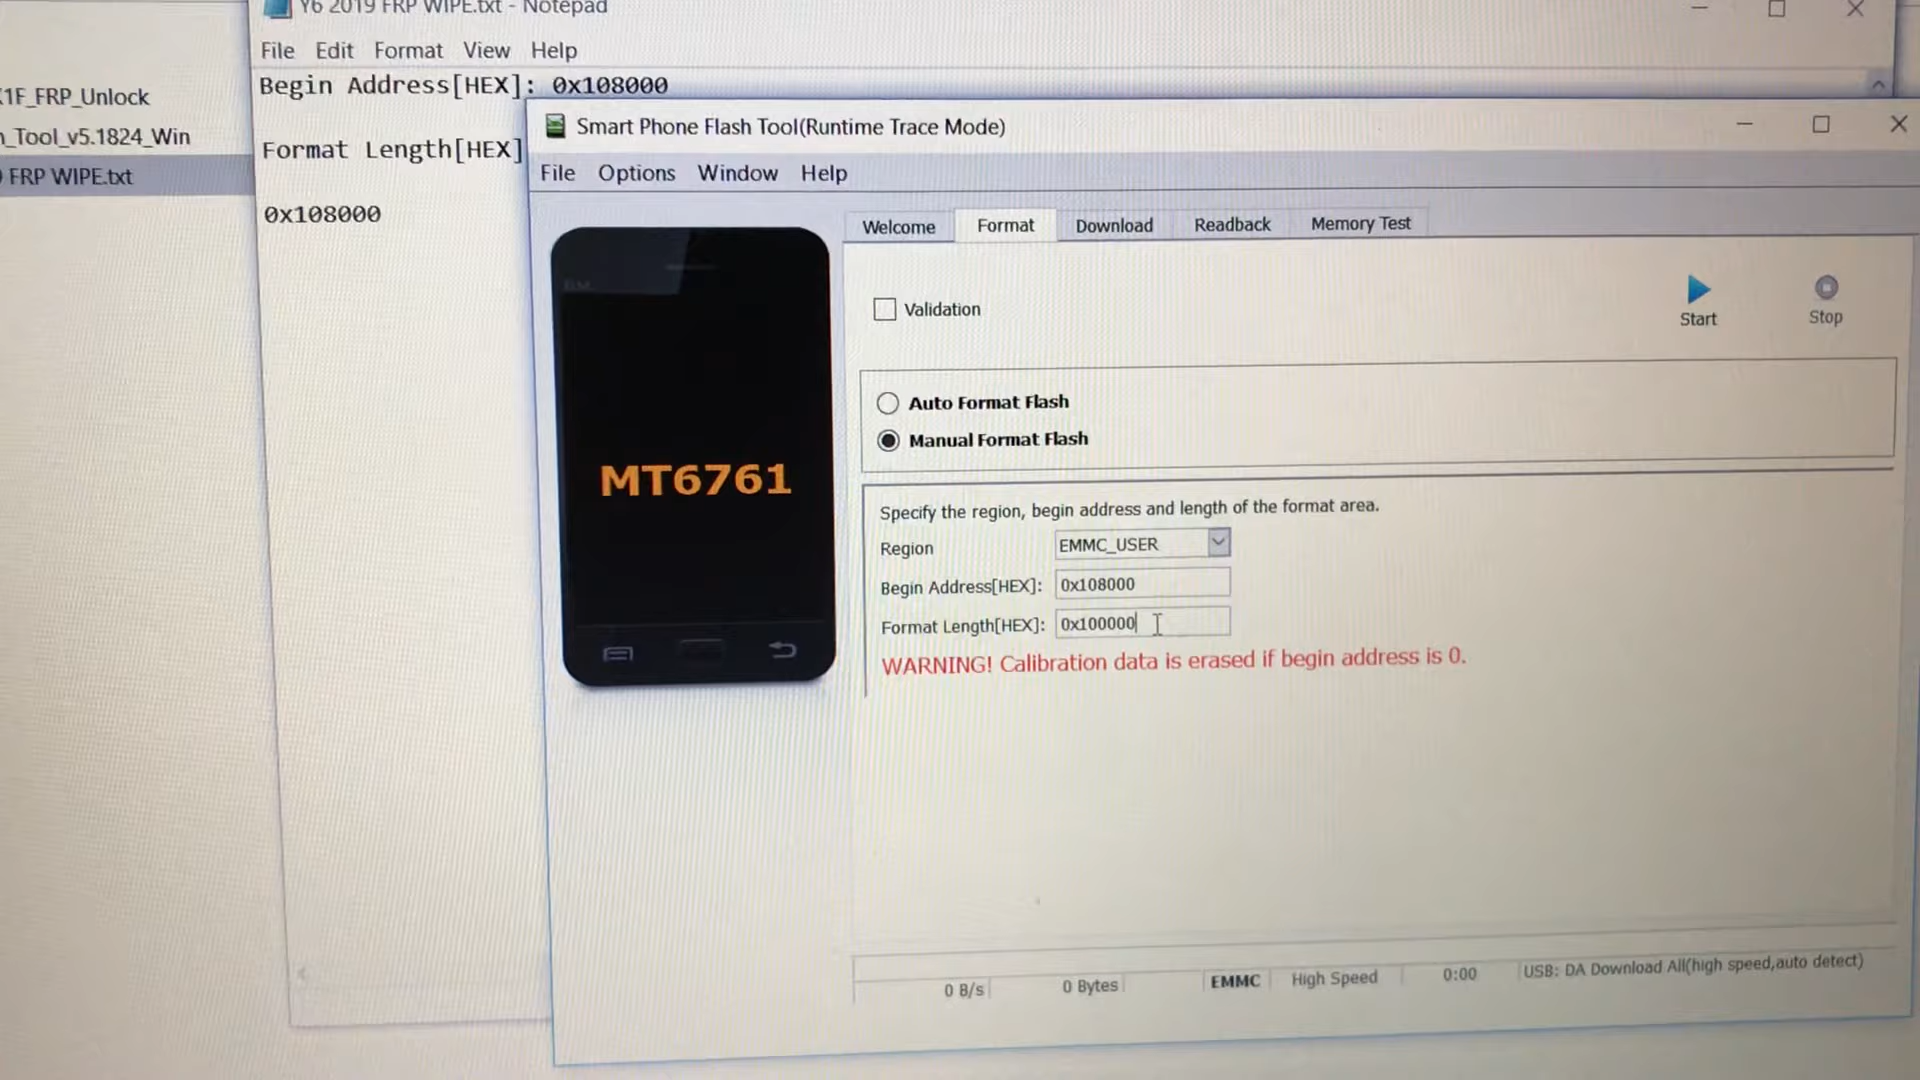 Y6 2019 FRP WIPE.txt - Notepad
File Edit Format View Help
Begin Address[HEX]: 0x108000
Format Length[HEX]
0x108000
1F_FRP_Unlock
_Tool_v5.1824_Win
FRP WIPE.txt
Smart Phone Flash Tool(Runtime Trace Mode)
File Options Window Help
Welcome Format Download Readback Memory Test
Validation
Start Stop
Auto Format Flash
Manual Format Flash
MT6761
Specify the region, begin address and length of the format area.
Region EMMC_USER
Begin Address[HEX]: 0x108000
Format Length[HEX]: 0x100000
WARNING! Calibration data is erased if begin address is 0.
0 B/s 0 Bytes EMMC High Speed 0:00 USB: DA Download All(high speed,auto detect)